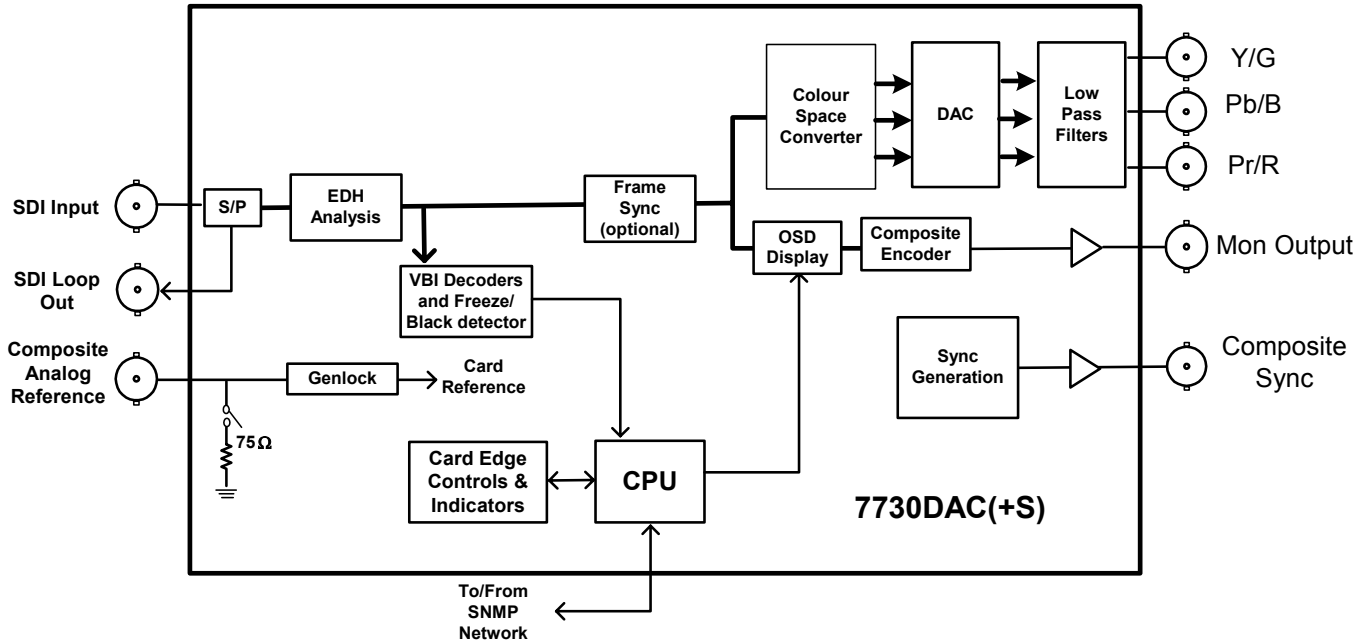 SDI Input
SDI Loop
Out
Composite
Analog
Reference
S/P
EDH
Analysis
VBI Decoders
and Freeze/
Black detector
Genlock
Card
Reference
75Ω
Card Edge
Controls &
Indicators
CPU
To/From
SNMP
Network
Frame
Sync
(optional)
Colour
Space
Converter
DAC
Low
Pass
Filters
OSD
Display
Composite
Encoder
Sync
Generation
7730DAC(+S)
Y/G
Pb/B
Pr/R
Mon Output
Composite
Sync